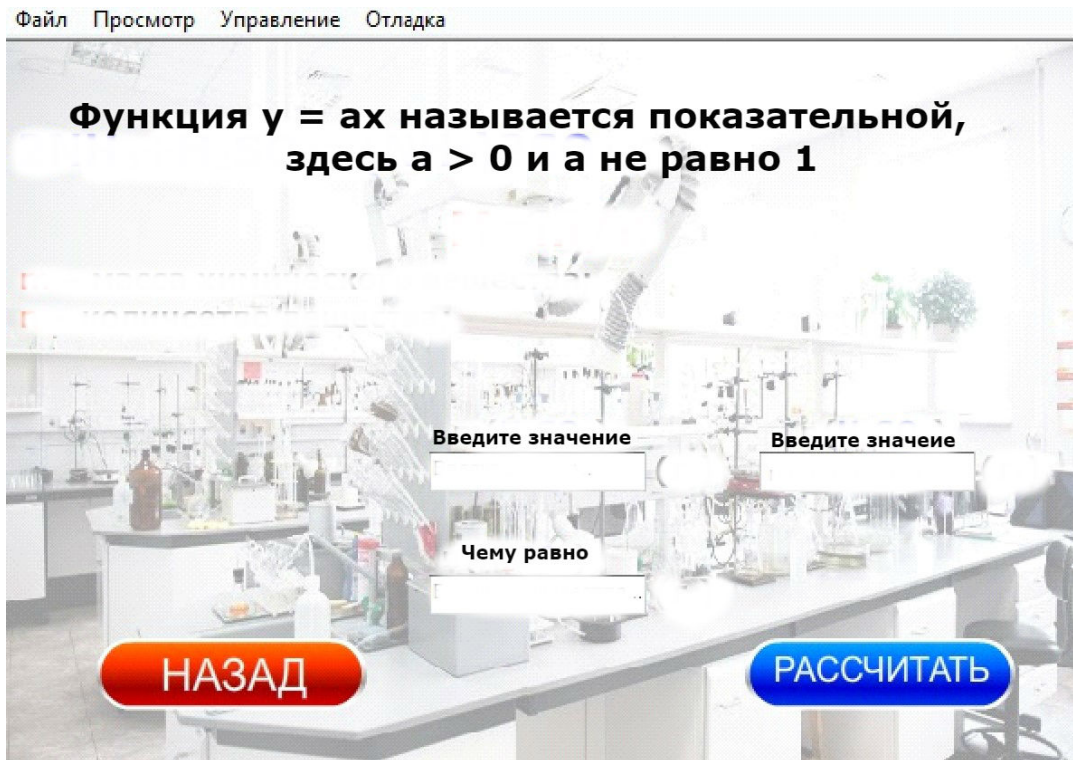 Файл Просмотр Управление Отладка
Функция y = ax называется показательной,
здесь a > 0 и a не равно 1
Введите значение
Введите значеие
Чему равно
НАЗАД
РАССЧИТАТЬ